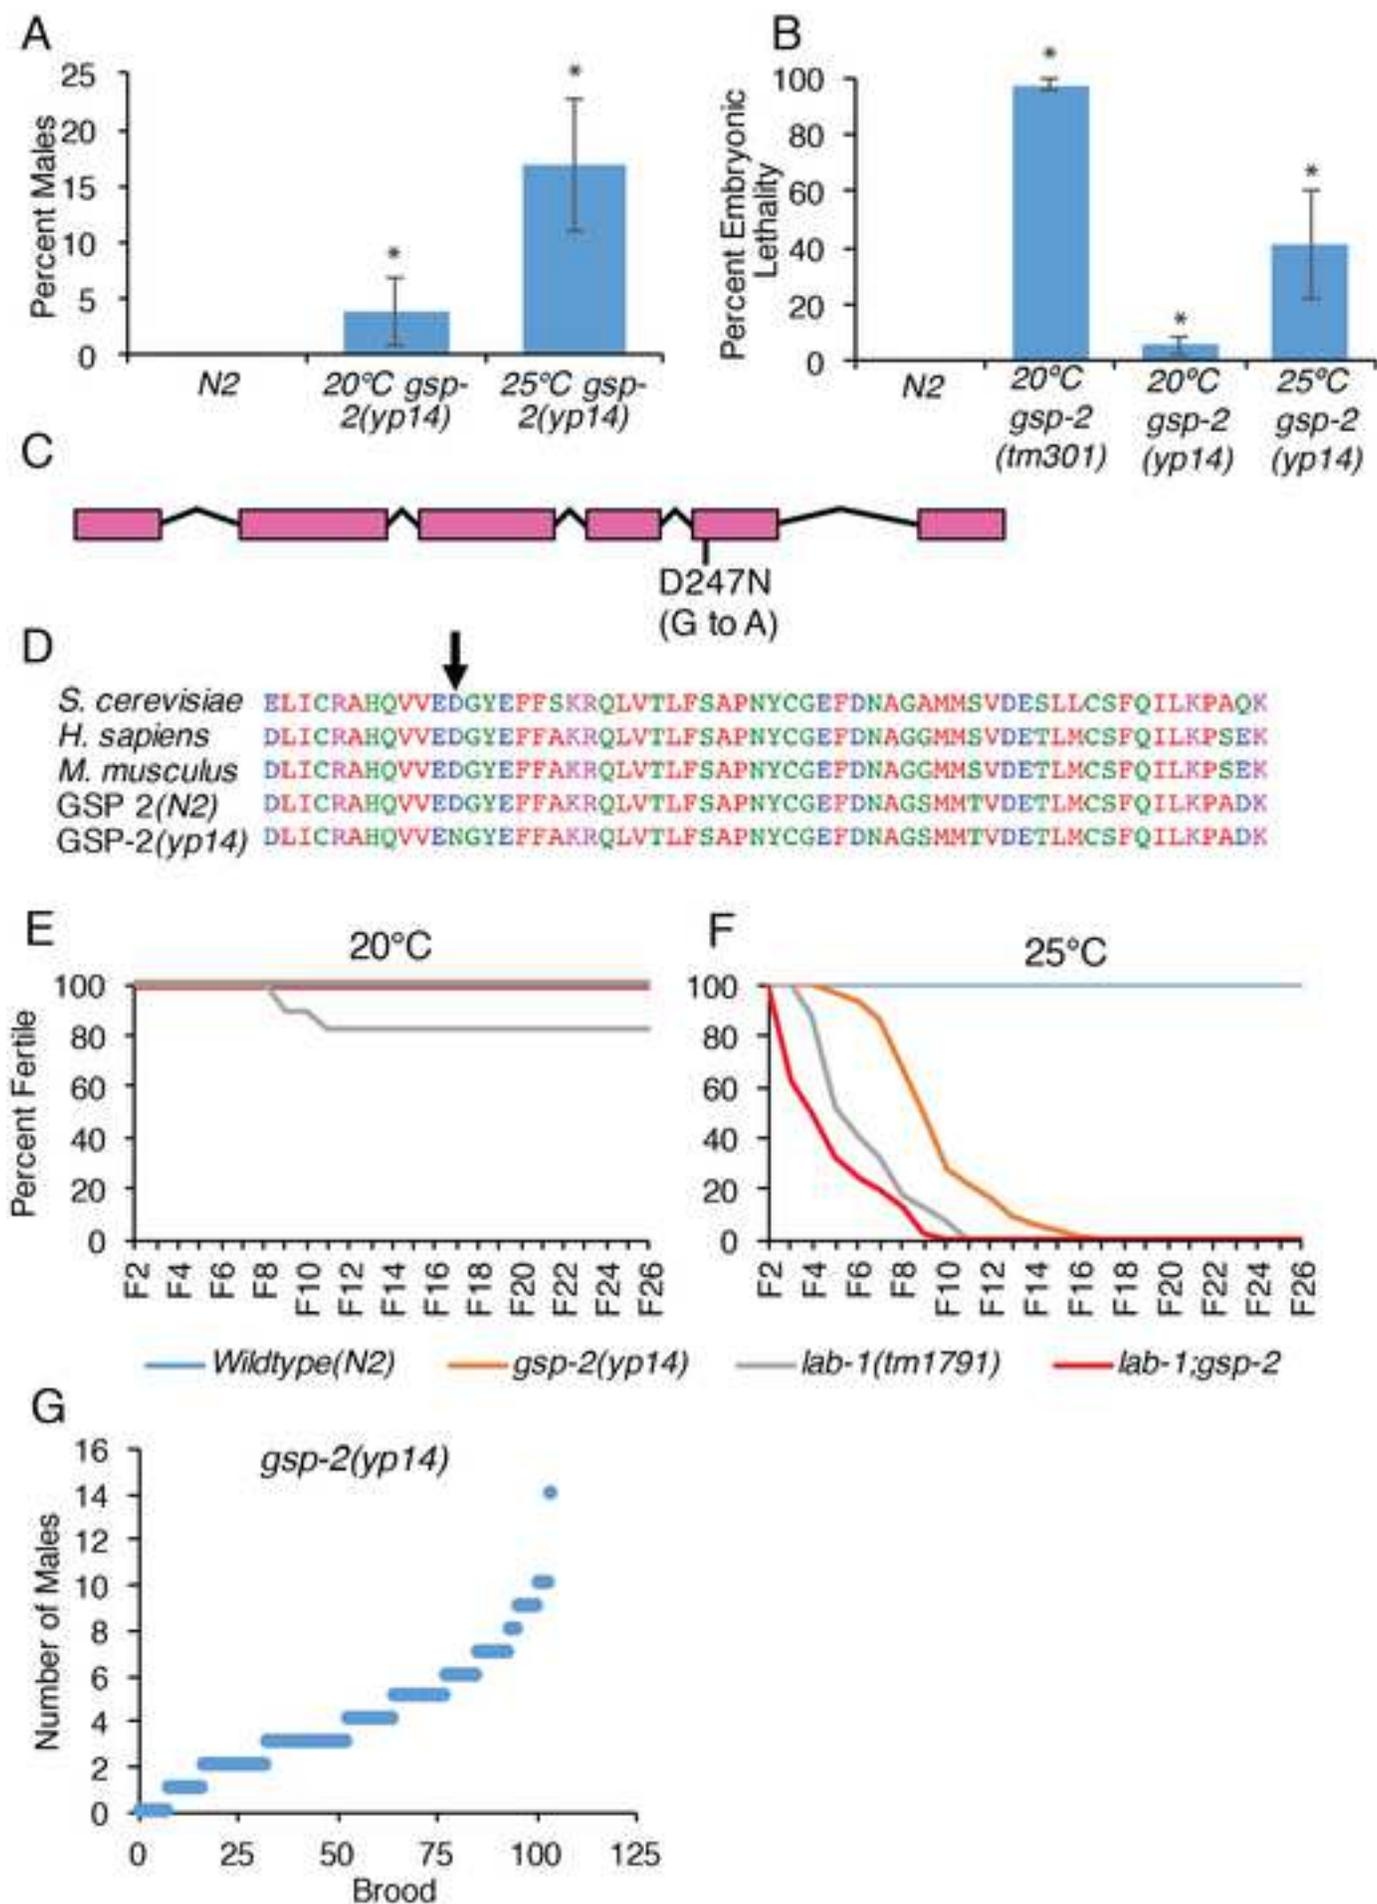 A
Percent Males
25
20
15
10
5
0
*
*
N2
20°C gsp-
2(yp14)
25°C gsp-
2(yp14)
B
Percent Embryonic
Lethality
100
80
60
40
20
0
*
*
*
N2
20°C
gsp-2
(tm301)
20°C
gsp-2
(yp14)
25°C
gsp-2
(yp14)
C
D247N
(G to A)
D
S. cerevisiae ELICRAHQVVEDGYEFFSKRQLVTLFSAPNYCGEFDNAGAMMSVDESLLCSFQILKPAQK
H. sapiens DLICRAHQVVEDGYEFFAKRQLVTLFSAPNYCGEFDNAGGMMSVDETLMCSFQILKPSEK
M. musculus DLICRAHQVVEDGYEFFAKRQLVTLFSAPNYCGEFDNAGGMMSVDETLMCSFQILKPSEK
GSP 2(N2) DLICRAHQVVEDGYEFFAKRQLVTLFSAPNYCGEFDNAGSMMTVDETLMCSFQILKPADK
GSP-2(yp14) DLICRAHQVVENGYEFFAKRQLVTLFSAPNYCGEFDNAGSMMTVDETLMCSFQILKPADK
E
20°C
Percent Fertile
100
80
60
40
20
0
F2
F4
F6
F8
F10
F12
F14
F16
F18
F20
F22
F24
F26
F
25°C
100
80
60
40
20
0
F2
F4
F6
F8
F10
F12
F14
F16
F18
F20
F22
F24
F26
Wildtype(N2) gsp-2(yp14) lab-1(tm1791) lab-1;gsp-2
G
gsp-2(yp14)
Number of Males
16
14
12
10
8
6
4
2
0
0 25 50 75 100 125
Brood